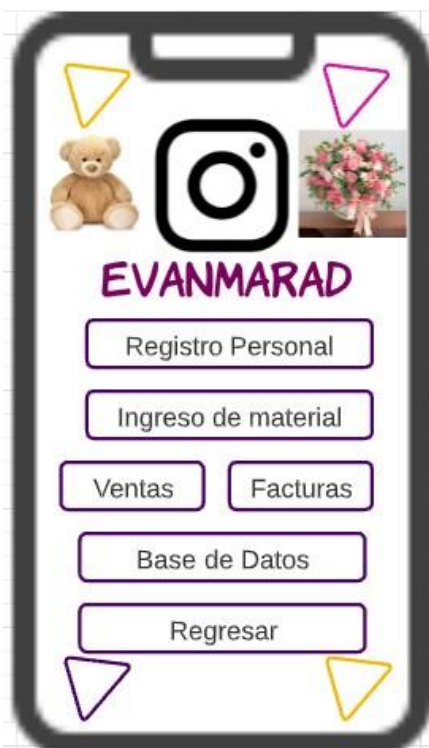 EVANMARAD
Registro Personal
Ingreso de material
Ventas Facturas
Base de Datos
Regresar